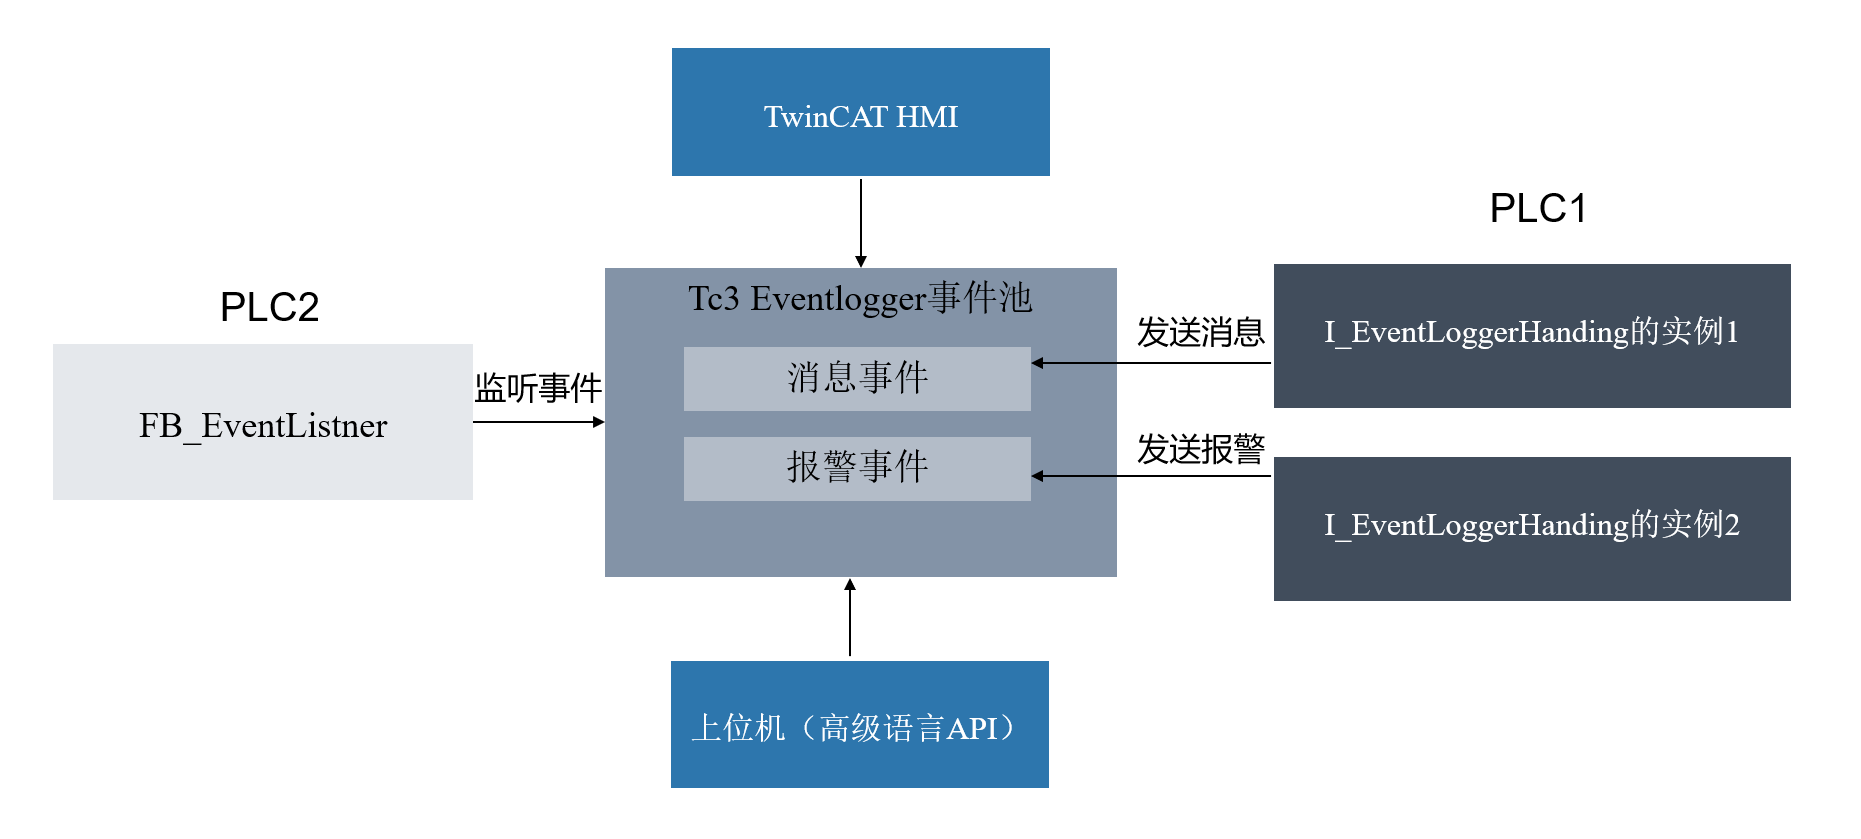 TwinCAT HMI
PLC1
PLC2
Tc3 Eventlogger事件池
发送消息
I_EventLoggerHanding的实例1
消息事件
监听事件
FB_EventListner
发送报警
报警事件
I_EventLoggerHanding的实例2
上位机（高级语言API）